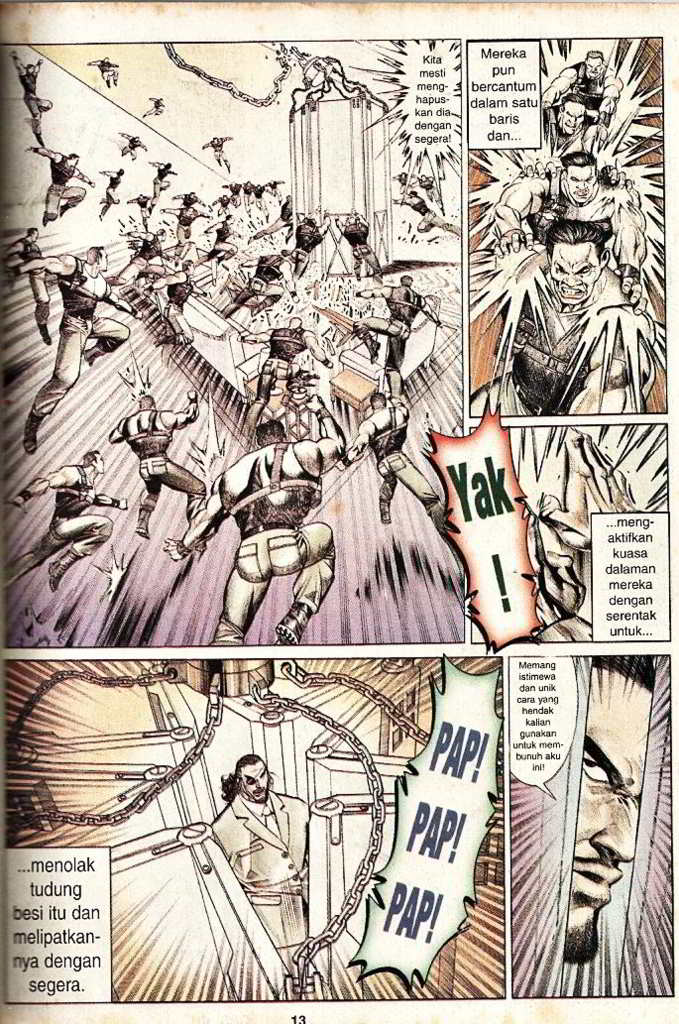 Kita
mesti
meng-
hapus-
kan dia
dengan
segera!
Mereka
pun
bercantum
dalam satu
baris
dan...
Yak
!
...meng-
aktifkan
kuasa
dalaman
mereka
dengan
serentak
untuk...
...menolak
tudung
besi itu dan
melipatkan-
nya dengan
segera.
PAP!
PAP!
PAP!
Memang
istimewa
dan unik
cara yang
hendak
kalian
gunakan
untuk mem-
bunuh aku
ini!
13